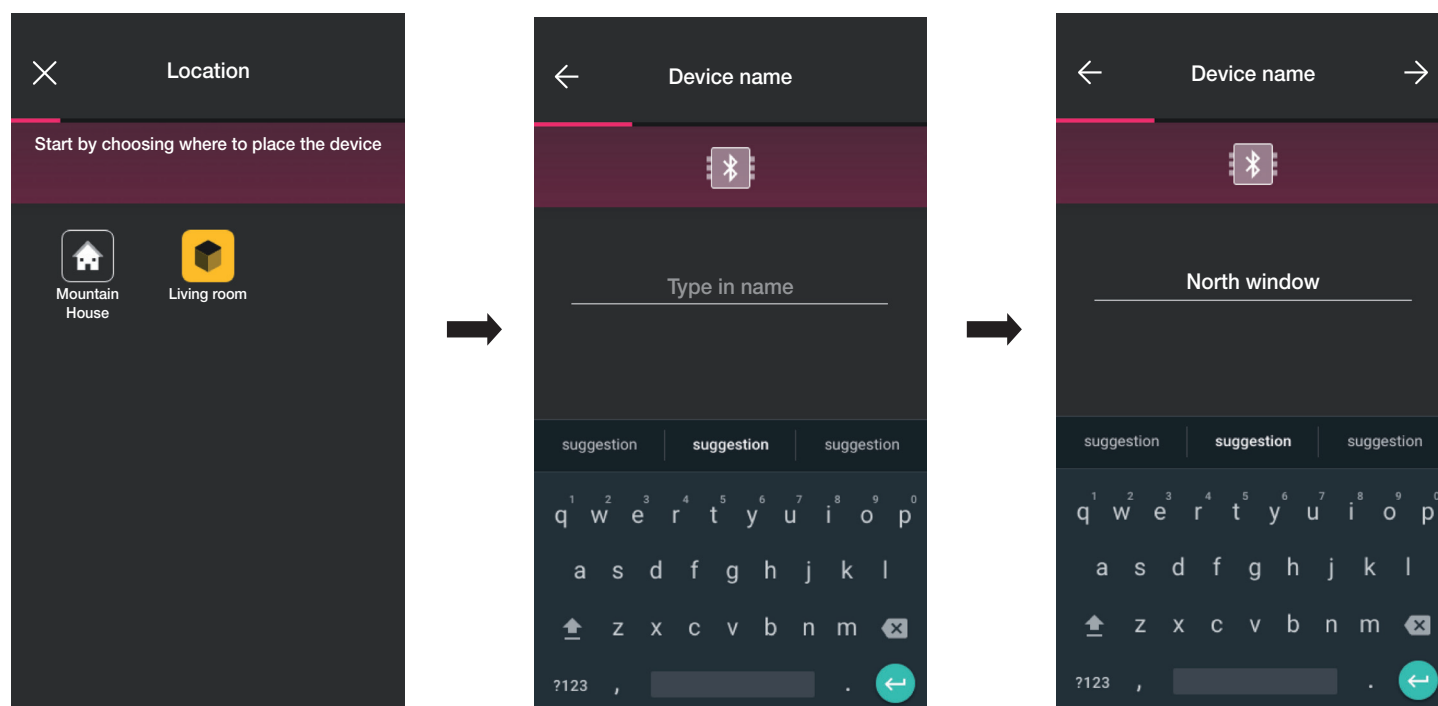 Location
Start by choosing where to place the device
Mountain
House
Living room
Device name
Type in name
suggestion suggestion suggestion
1 2 3 4 5 6 7 8 9 0
q w e r t y u i o p
a s d f g h j k l
z x c v b n m
?123 , .
Device name
North window
suggestion suggestion suggestion
1 2 3 4 5 6 7 8 9 0
q w e r t y u i o p
a s d f g h j k l
z x c v b n m
?123 , .